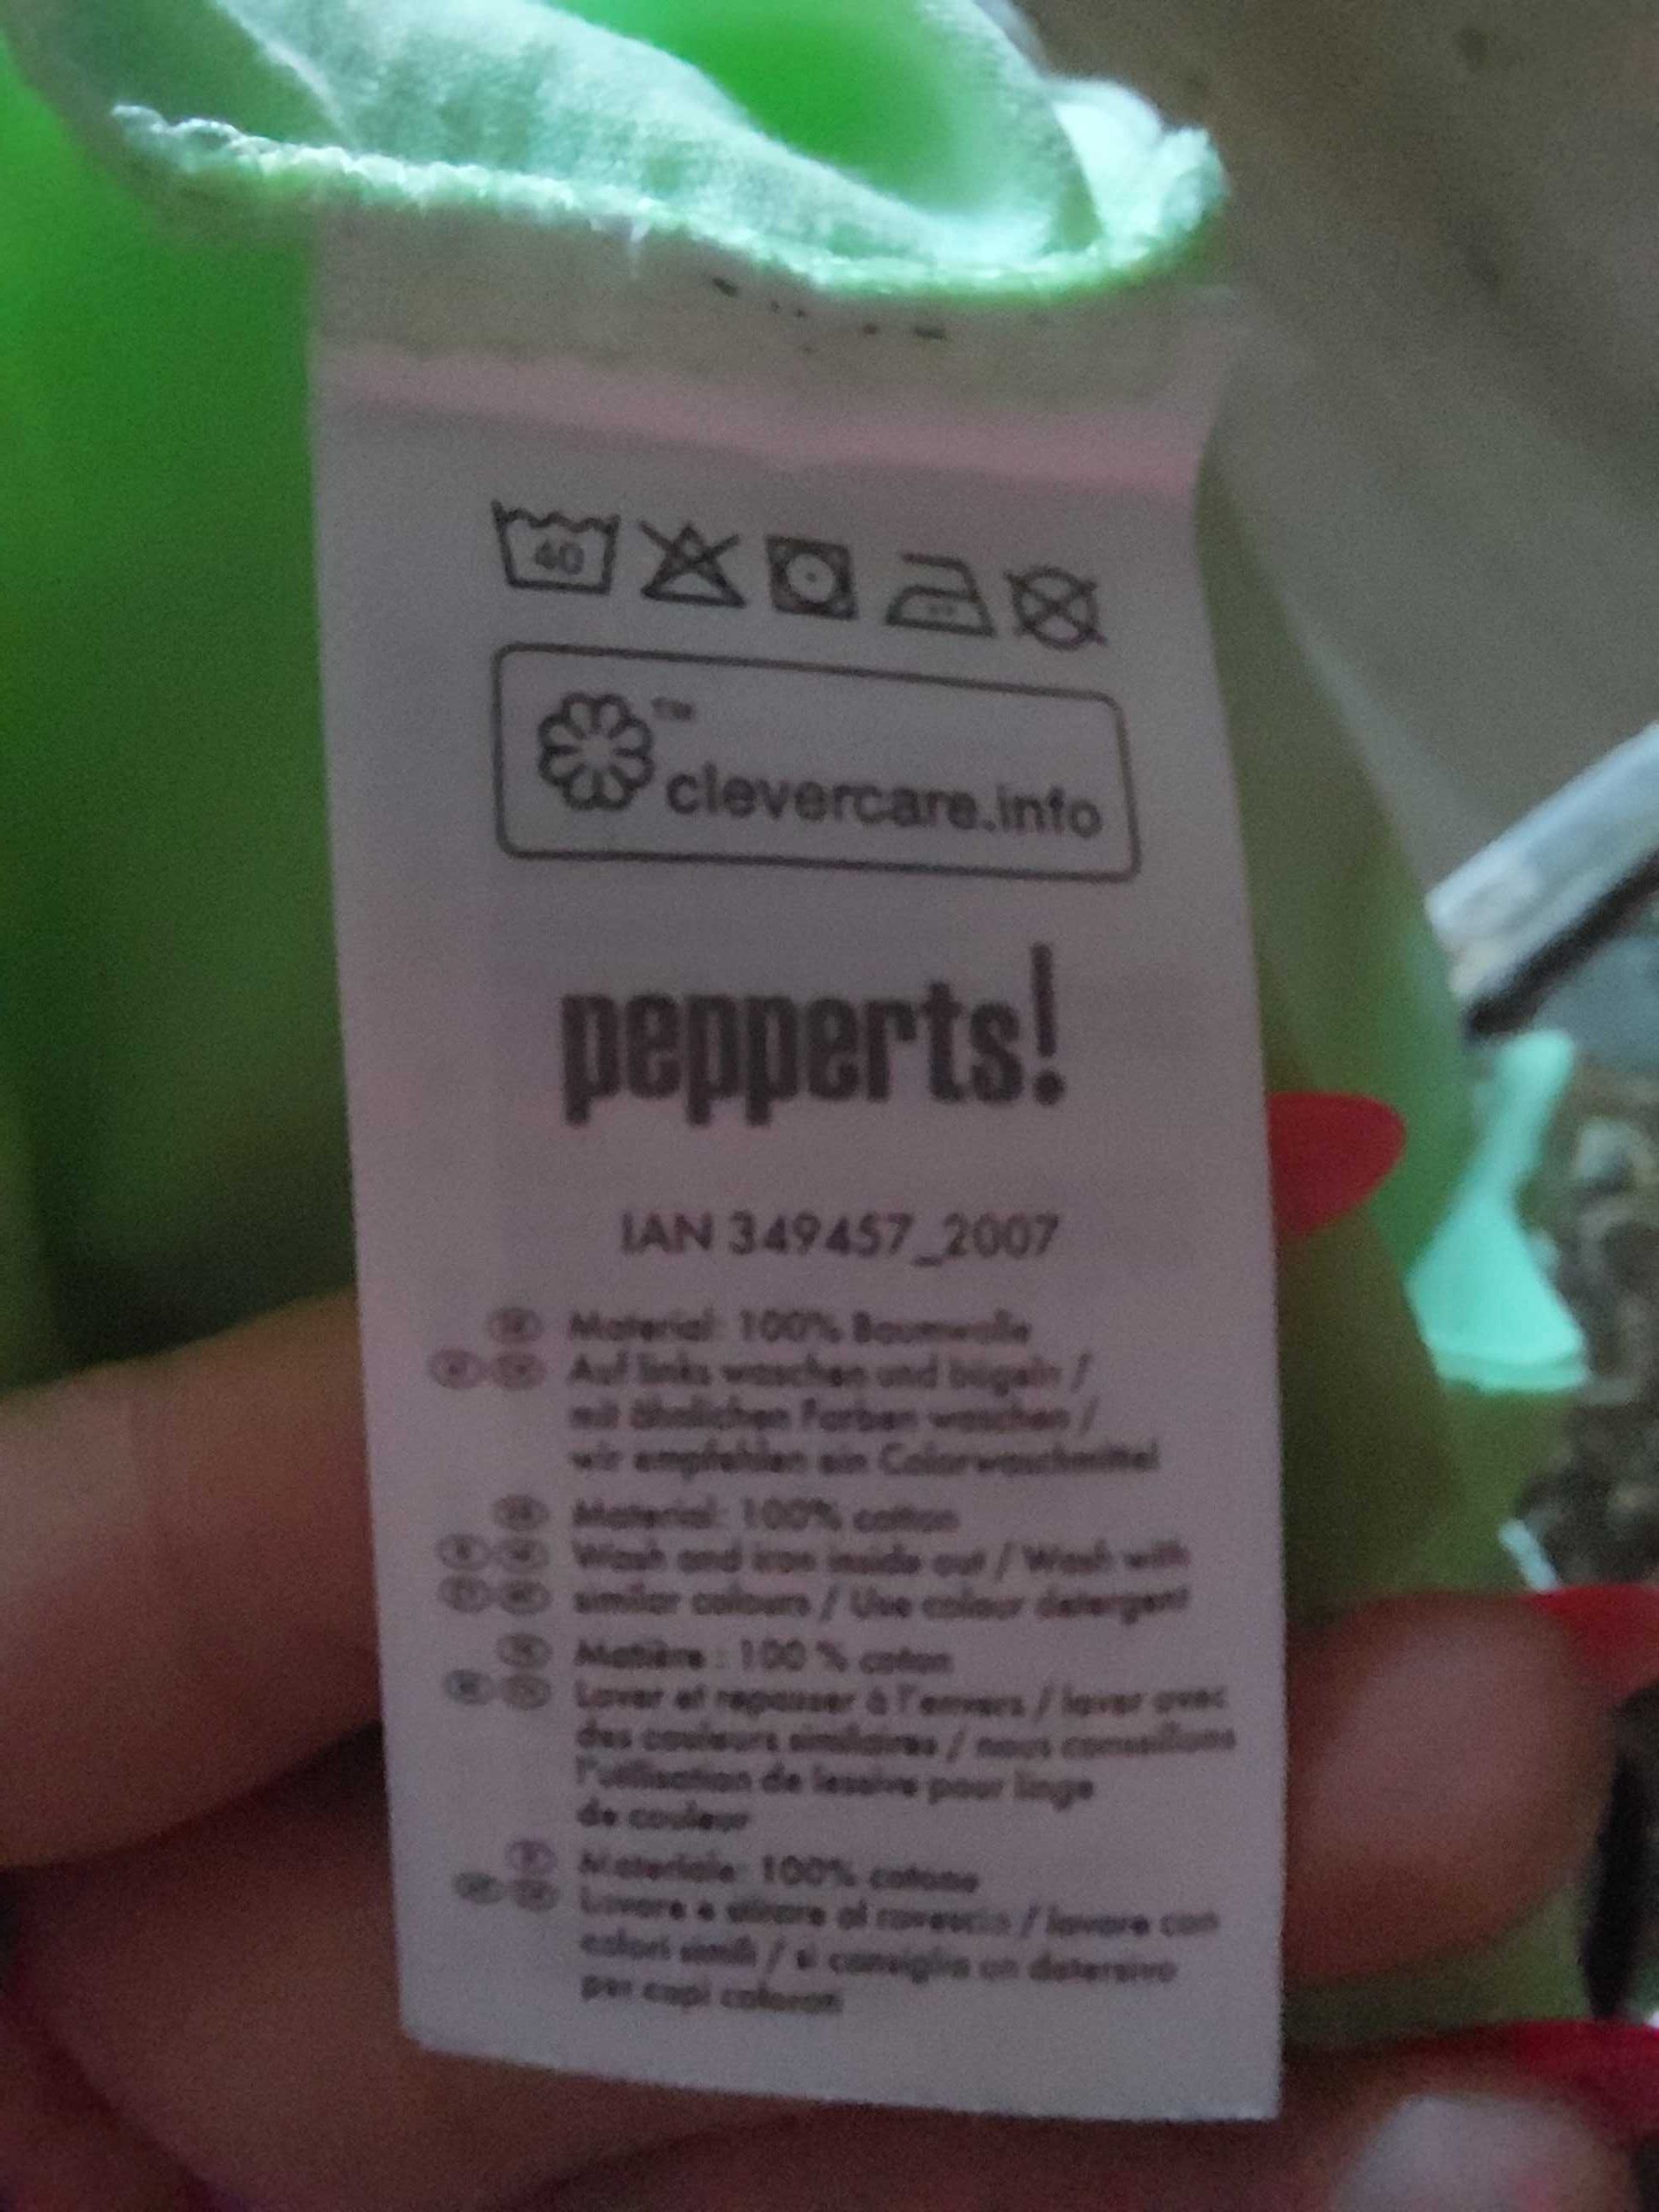 40
™
clevercare.info
pepperts!
IAN 349457_2007
Material: 100% Baumwolle
Auf links waschen und bügeln /
mit ähnlichen Farben waschen /
wir empfehlen ein Colorwaschmittel
Material: 100% cotton
Wash and iron inside out / Wash with
similar colours / Use colour detergent
Matière : 100 % coton
Laver et repasser à l'envers / laver avec
des couleurs similaires / nous conseillons
l'utilisation de lessive pour linge
de couleur
Materiale: 100% cotone
Lavare e stirare al rovescio / lavare con
colori simili / si consiglia un detersivo
per capi colorati